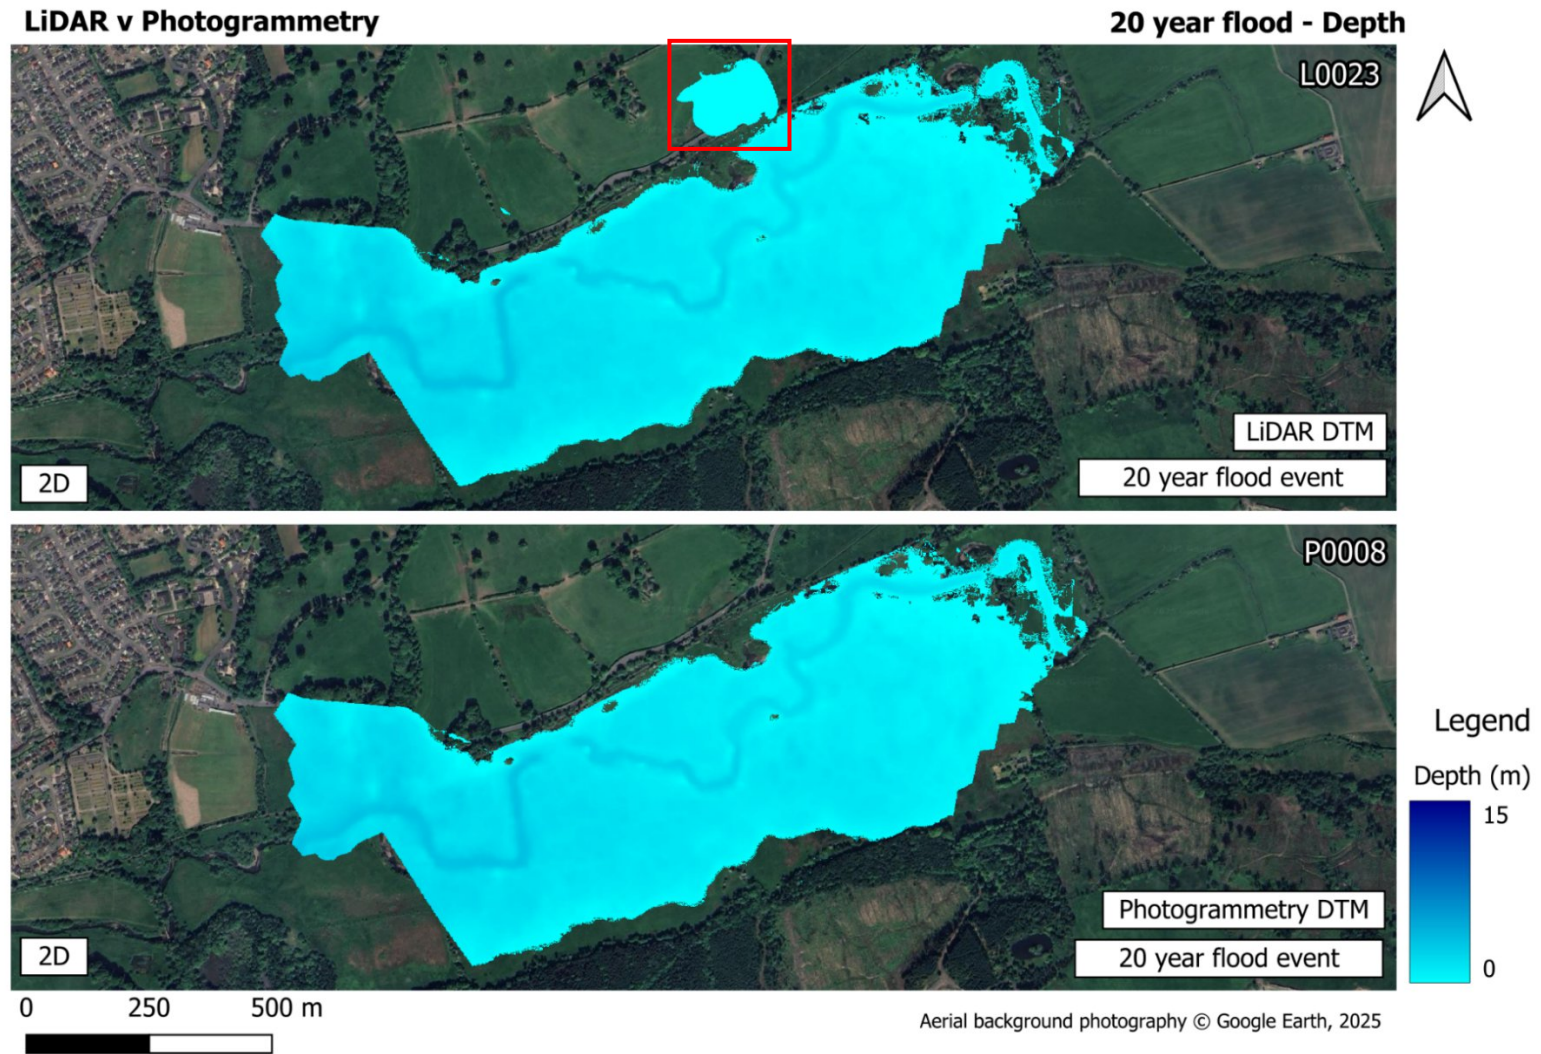 LiDAR v Photogrammetry
20 year flood - Depth
L0023
LiDAR DTM
2D
20 year flood event
P0008
Legend
Depth (m)
15
0
Photogrammetry DTM
2D
20 year flood event
0 250 500 m
Aerial background photography © Google Earth, 2025